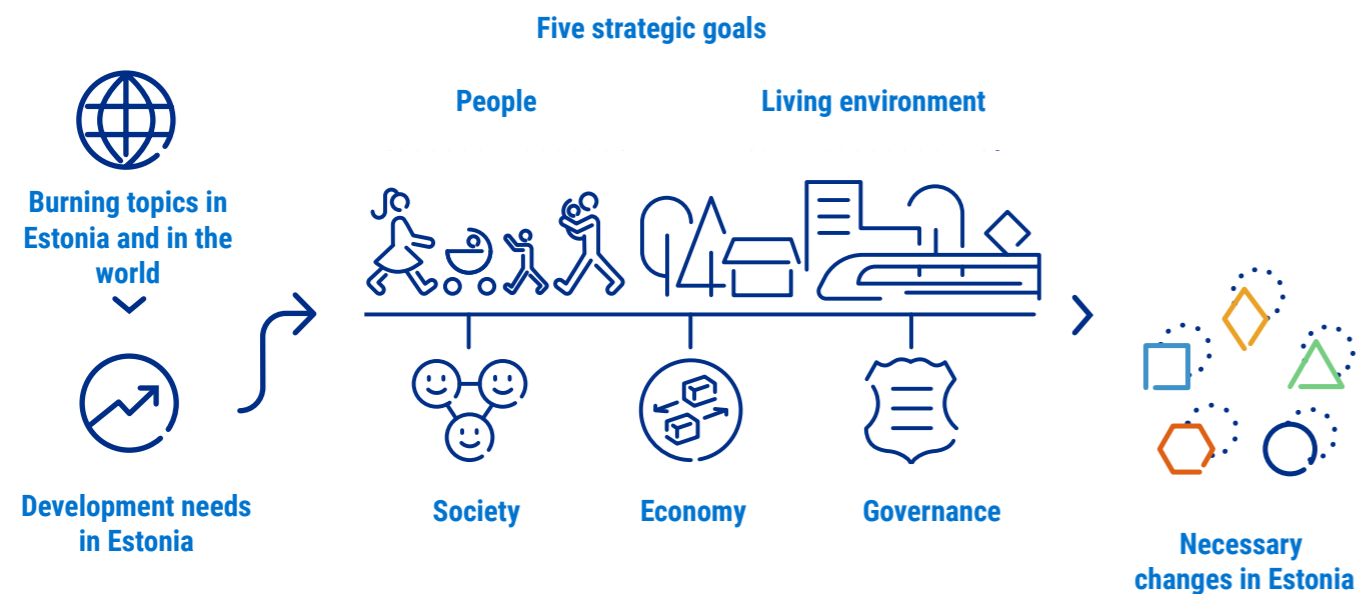 Five strategic goals
People
Living environment
Burning topics in
Estonia and in the
world
Development needs
in Estonia
Society
Economy
Governance
Necessary
changes in Estonia